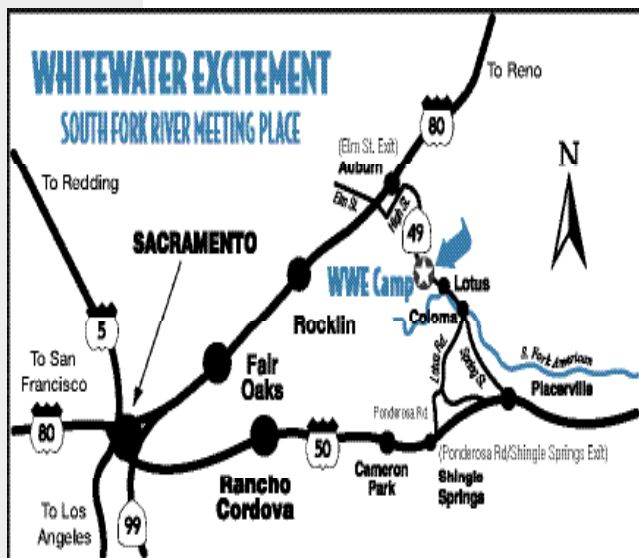 WHITEWATER EXCITEMENT
SOUTH FORK RIVER MEETING PLACE
To Reno
80
(Elm St. Exit)
Auburn
Elm St.
High St.
49
N
To Redding
SACRAMENTO
WWE Camp
Lotus
Coloma
Rocklin
5
To San
Francisco
Fair
Oaks
Lotus Rd.
Spring St.
S. Fork American
Placerville
80
Ponderosa Rd
50
(Ponderosa Rd/Shingle Springs Exit)
Rancho
Cordova
Cameron
Park
Shingle
Springs
To Los
Angeles
99